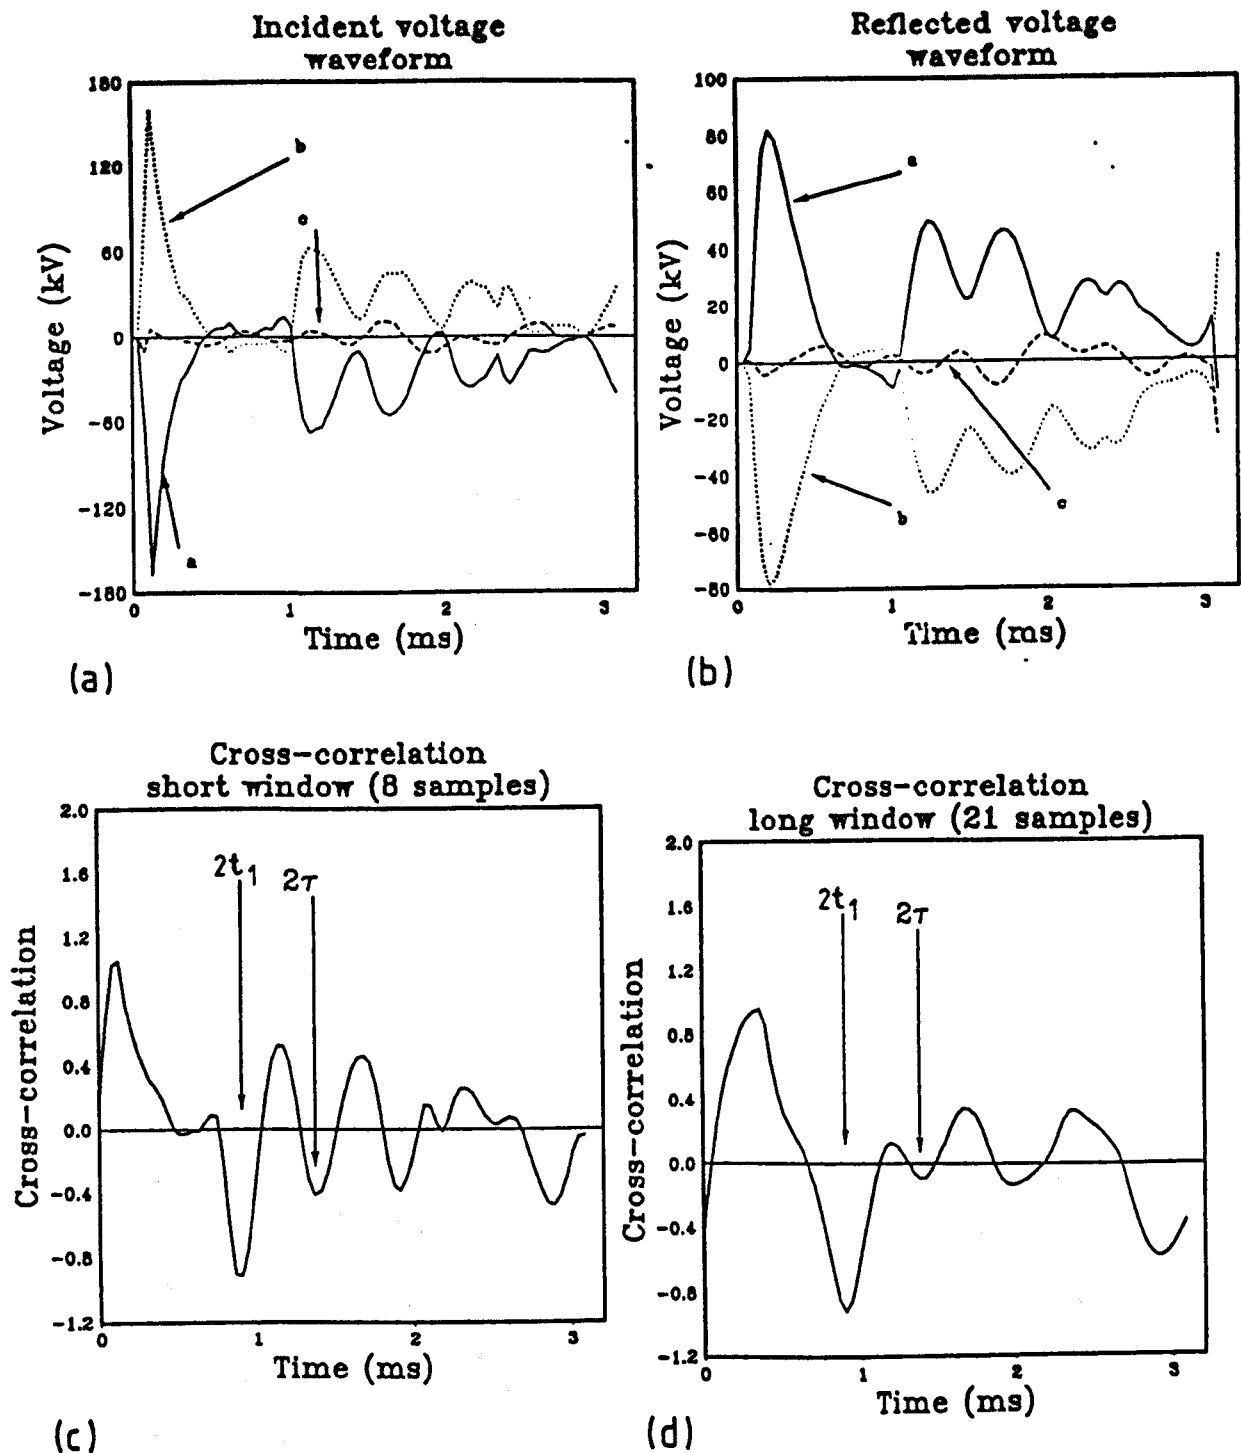 Incident voltage
waveform
180
120
60
0
-60
-120
-180
Voltage (kV)
b
c
a
0 1 2 3
Time (ms)
(a)
Reflected voltage
waveform
100
80
60
40
20
0
-20
-40
-60
-80
Voltage (kV)
a
b
c
0 1 2 3
Time (ms)
(b)
Cross-correlation
short window (8 samples)
2.0
1.6
1.2
0.8
0.4
0.0
-0.4
-0.8
-1.2
Cross-correlation
2t1
2τ
0 1 2 3
Time (ms)
(c)
Cross-correlation
long window (21 samples)
2.0
1.6
1.2
0.8
0.4
0.0
-0.4
-0.8
-1.2
Cross-correlation
2t1
2τ
0 1 2 3
Time (ms)
(d)